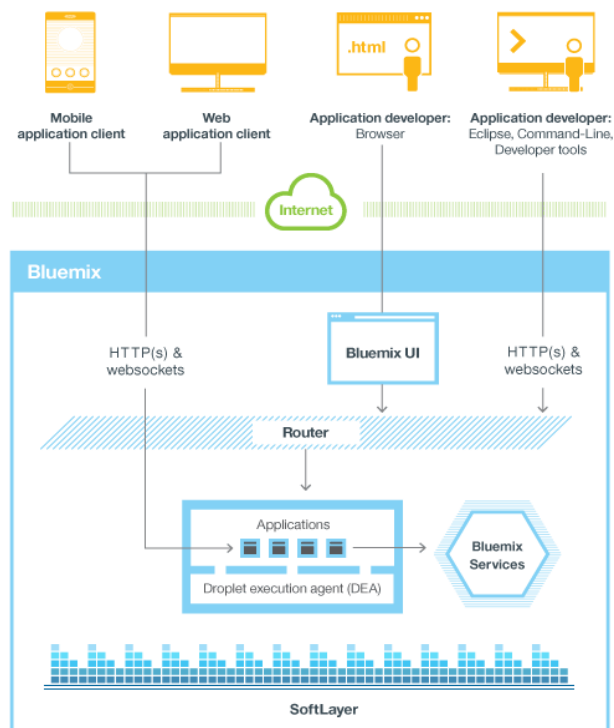 .html
>
Mobile
application client
Web
application client
Application developer:
Browser
Application developer:
Eclipse, Command-Line,
Developer tools
Internet
Bluemix
HTTP(s) &
websockets
Bluemix UI
HTTP(s) &
websockets
Router
Applications
Droplet execution agent (DEA)
Bluemix
Services
SoftLayer